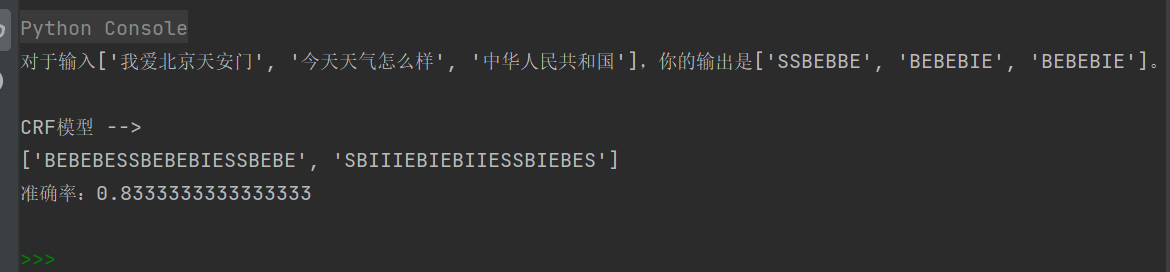 Python Console
对于输入['我爱北京天安门', '今天天气怎么样', '中华人民共和国']，你的输出是['SSBEBBE', 'BEBEBIE', 'BEBEBIE']。
CRF模型 -->
['BEBEBESSBEBEBIESSBEBE', 'SBIIIEBIEBIIESSBIEBES']
准确率：0.8333333333333333
>>>